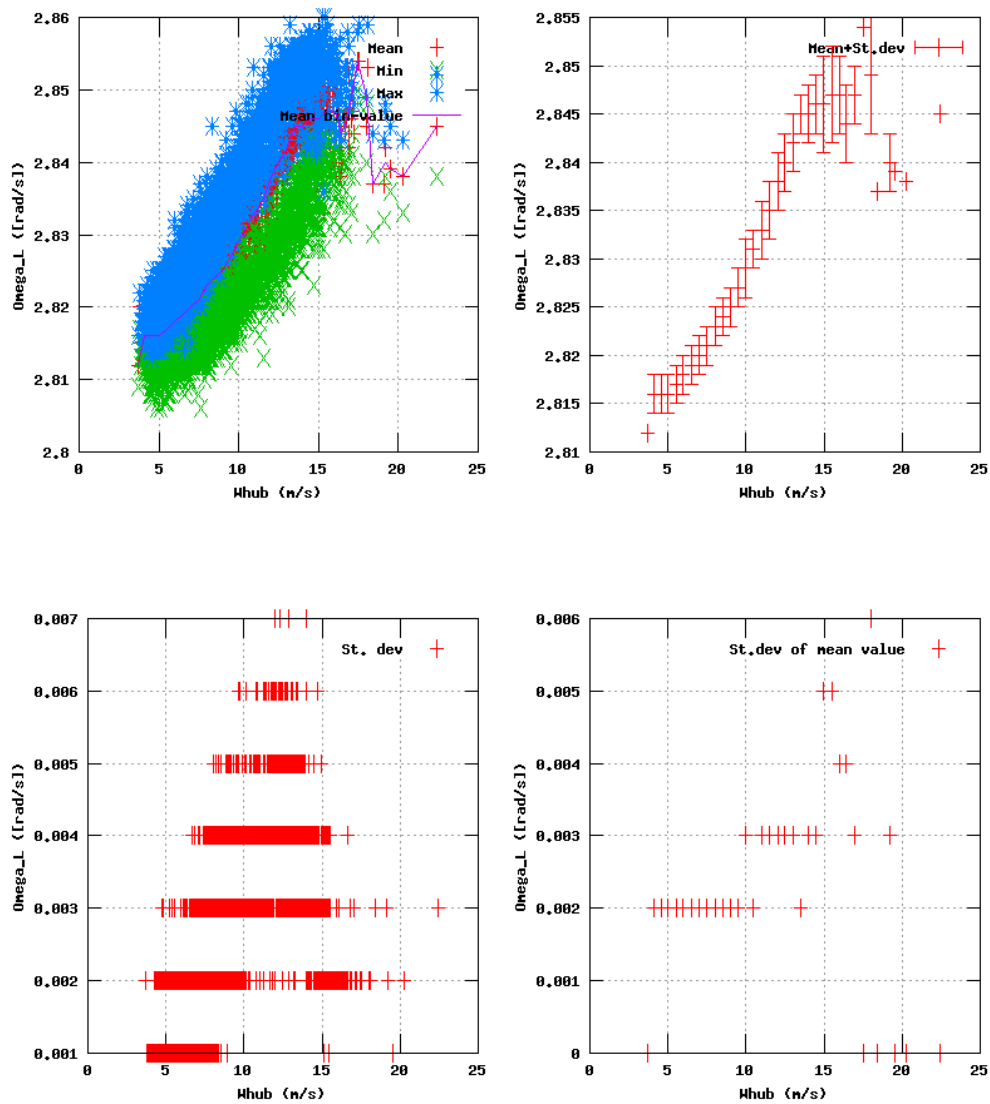 2.86
2.85
2.84
2.83
2.82
2.81
2.8
Omega_L ([rad/s])
Mean
Min
Max
Mean bin-value
0 5 10 15 20 25
Whub (m/s)
2.855
2.85
2.845
2.84
2.835
2.83
2.825
2.82
2.815
2.81
Omega_L ([rad/s])
Mean+St.dev
0 5 10 15 20 25
Whub (m/s)
0.007
0.006
0.005
0.004
0.003
0.002
0.001
Omega_L ([rad/s])
St. dev
0 5 10 15 20 25
Whub (m/s)
0.006
0.005
0.004
0.003
0.002
0.001
0
Omega_L ([rad/s])
St.dev of mean value
0 5 10 15 20 25
Whub (m/s)